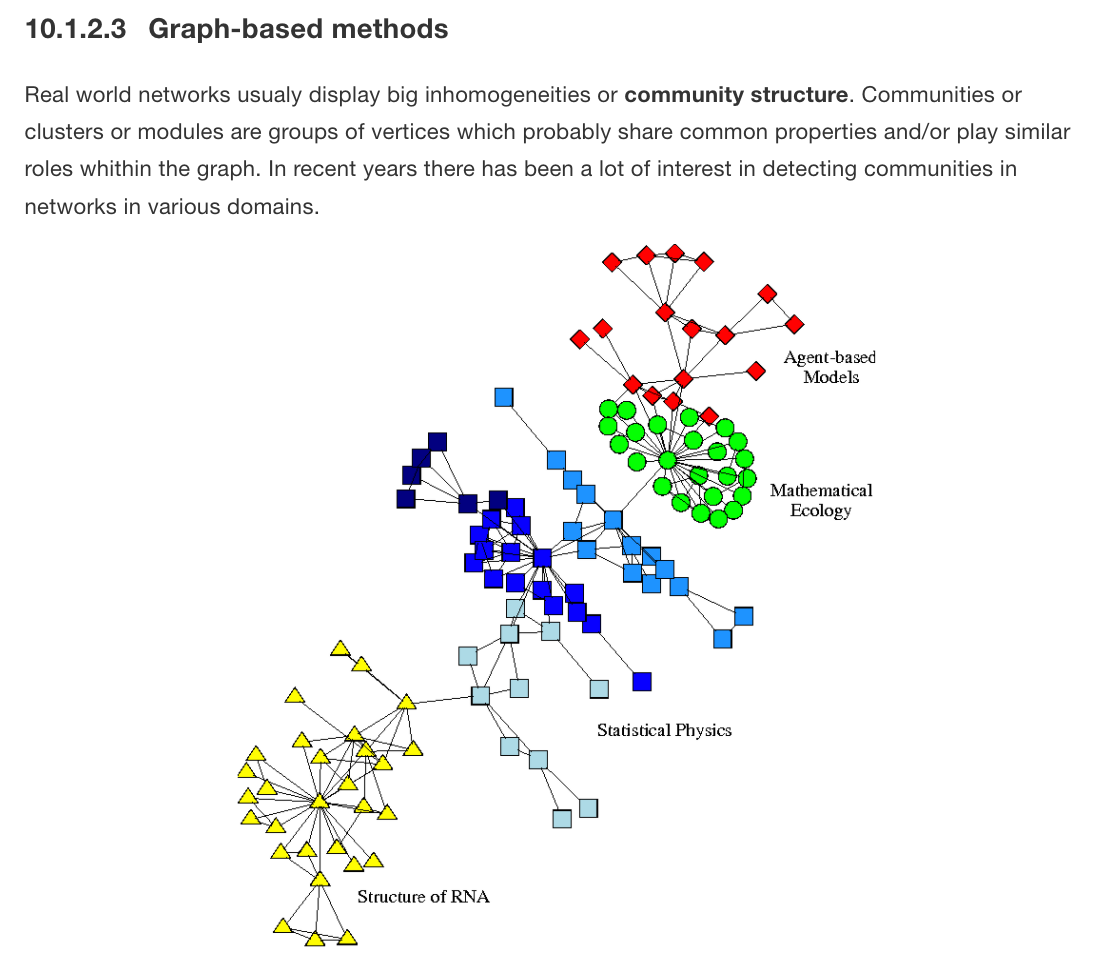 10.1.2.3 Graph-based methods
Real world networks usualy display big inhomogeneities or community structure. Communities or
clusters or modules are groups of vertices which probably share common properties and/or play similar
roles whithin the graph. In recent years there has been a lot of interest in detecting communities in
networks in various domains.
Agent-based
Models
Mathematical
Ecology
Statistical Physics
Structure of RNA